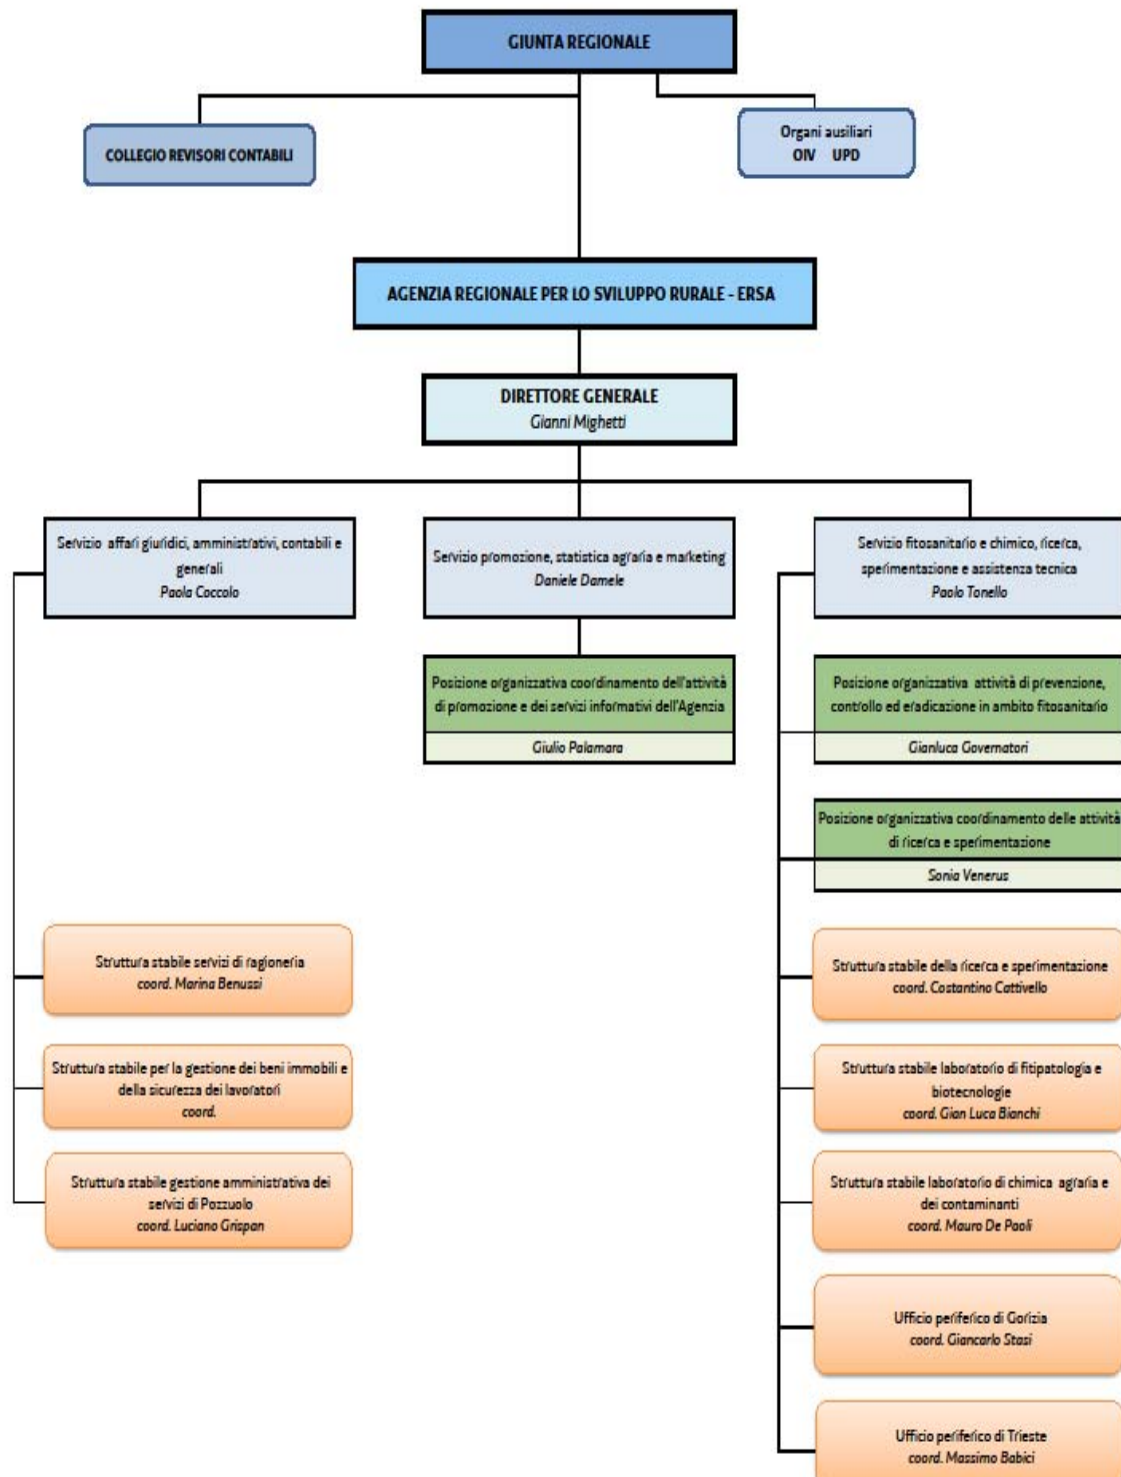 GIUNTA REGIONALE
COLLEGIO REVISORI CONTABILI
Organi ausiliari
OIV UPD
AGENZIA REGIONALE PER LO SVILUPPO RURALE - ERSA
DIRETTORE GENERALE
Gianni Mighetti
Servizio affari giuridici, amministrativi, contabili e
generali
Paola Coccolo
Servizio promozione, statistica agraria e marketing
Daniele Damele
Servizio fitosanitario e chimico, ricerca,
sperimentazione e assistenza tecnica
Paolo Tonello
Posizione organizzativa coordinamento dell'attività
di promozione e dei servizi informativi dell'Agenzia
Giulio Palamara
Posizione organizzativa attività di prevenzione,
controllo ed eradicazione in ambito fitosanitario
Gianluca Governatori
Posizione organizzativa coordinamento delle attività
di ricerca e sperimentazione
Sonia Venerus
Struttura stabile servizi di ragioneria
coord. Marina Benussi
Struttura stabile per la gestione dei beni immobili e
della sicurezza dei lavoratori
coord.
Struttura stabile gestione amministrativa dei
servizi di Pozzuolo
coord. Luciano Grispan
Struttura stabile della ricerca e sperimentazione
coord. Costantino Cattivello
Struttura stabile laboratorio di fitipatologia e
biotecnologie
coord. Gian Luca Bianchi
Struttura stabile laboratorio di chimica agraria e
dei contaminanti
coord. Mauro De Paoli
Ufficio periferico di Gorizia
coord. Giancarlo Stasi
Ufficio periferico di Trieste
coord. Massimo Babici